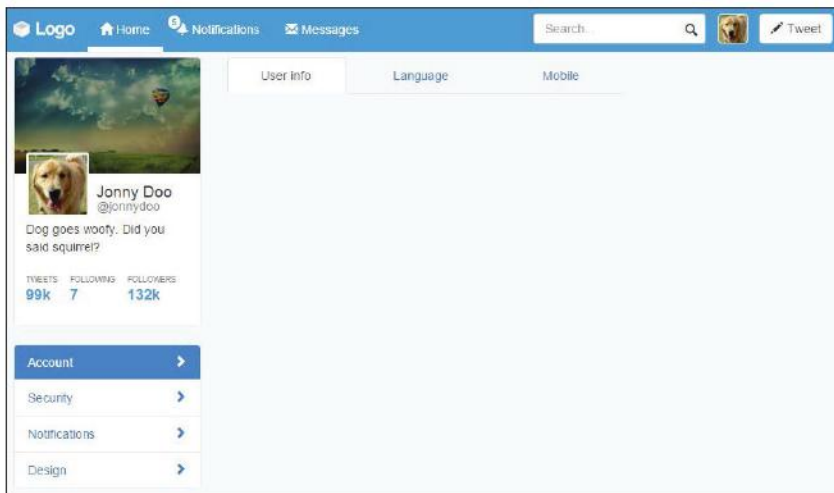 Logo
Home
5
Notifications
Messages
Search...
Tweet
User info
Language
Mobile
Jonny Doo
@jonnydoo
Dog goes woofy. Did you
said squirrel?
TWEETS FOLLOWING FOLLOWERS
99k 7 132k
Account
Security
Notifications
Design